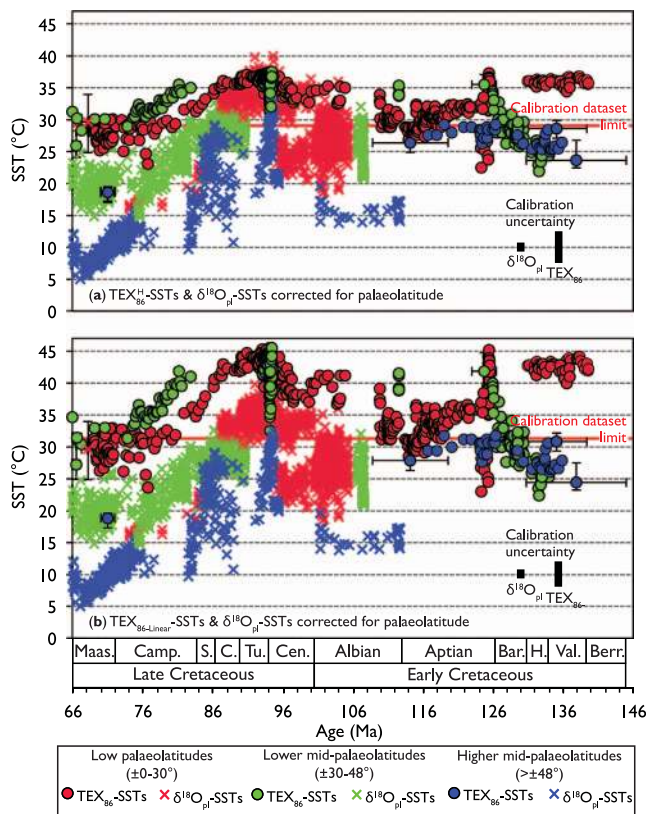 45
40
35
30
25
20
15
10
5
0
SST (°C)
Calibration dataset
limit
Calibration
uncertainty
δ¹⁸Opl TEX86
(a) TEX86^H-SSTs & δ¹⁸Opl-SSTs corrected for palaeolatitude
45
40
35
30
25
20
15
10
5
0
SST (°C)
Calibration dataset
limit
Calibration
uncertainty
δ¹⁸Opl TEX86-
(b) TEX86-Linear-SSTs & δ¹⁸Opl-SSTs corrected for palaeolatitude
Maas. Camp. S. C. Tu. Cen. Albian Aptian Bar. H. Val. Berr.
Late Cretaceous Early Cretaceous
66 76 86 96 106 116 126 136 146
Age (Ma)
Low palaeolatitudes Lower mid-palaeolatitudes Higher mid-palaeolatitudes
(±0-30°) (±30-48°) (>±48°)
TEX86-SSTs δ¹⁸Opl-SSTs TEX86-SSTs δ¹⁸Opl-SSTs TEX86-SSTs δ¹⁸Opl-SSTs